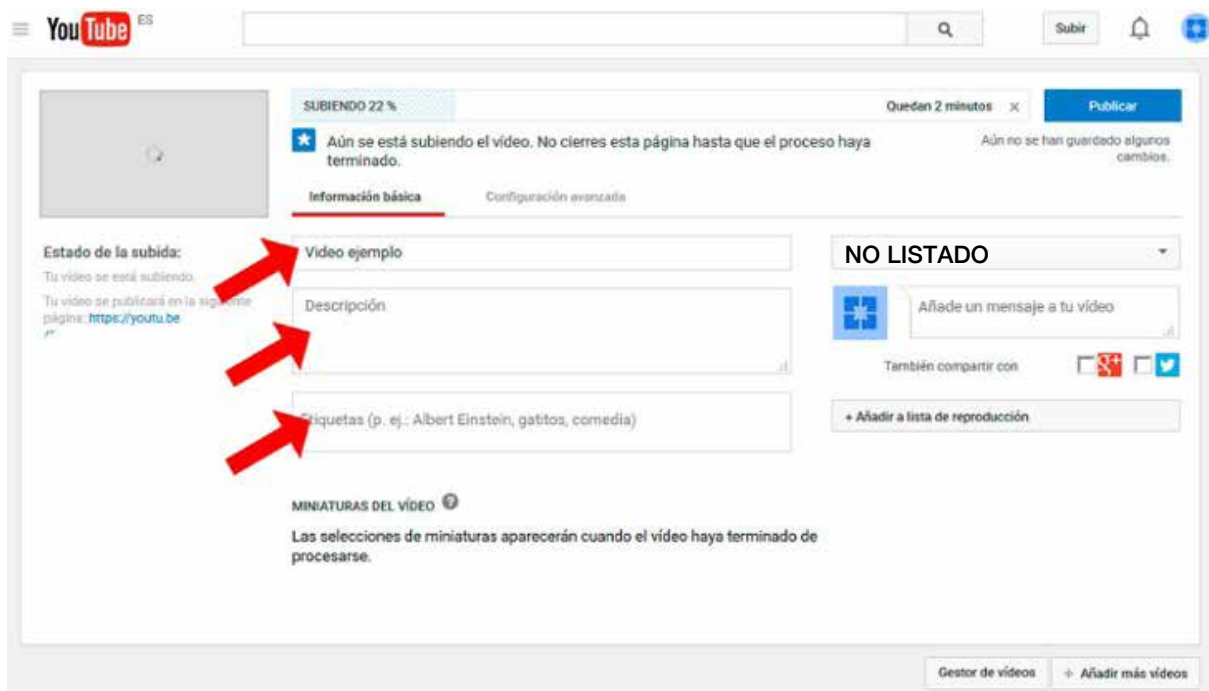 YouTube ES
Subir
SUBIENDO 22 %
Quedan 2 minutos ×
Publicar
Aún se está subiendo el vídeo. No cierres esta página hasta que el proceso haya
terminado.
Aún no se han guardado algunos
cambios.
Información básica
Configuración avanzada
Estado de la subida:
Tu vídeo se está subiendo.
Tu vídeo se publicará en la siguiente
página: https://youtu.be
Video ejemplo
Descripción
Etiquetas (p. ej.: Albert Einstein, gatitos, comedia)
NO LISTADO
Añade un mensaje a tu vídeo
También compartir con
g+
+ Añadir a lista de reproducción
MINIATURAS DEL VÍDEO ?
Las selecciones de miniaturas aparecerán cuando el vídeo haya terminado de
procesarse.
Gestor de vídeos
+ Añadir más vídeos